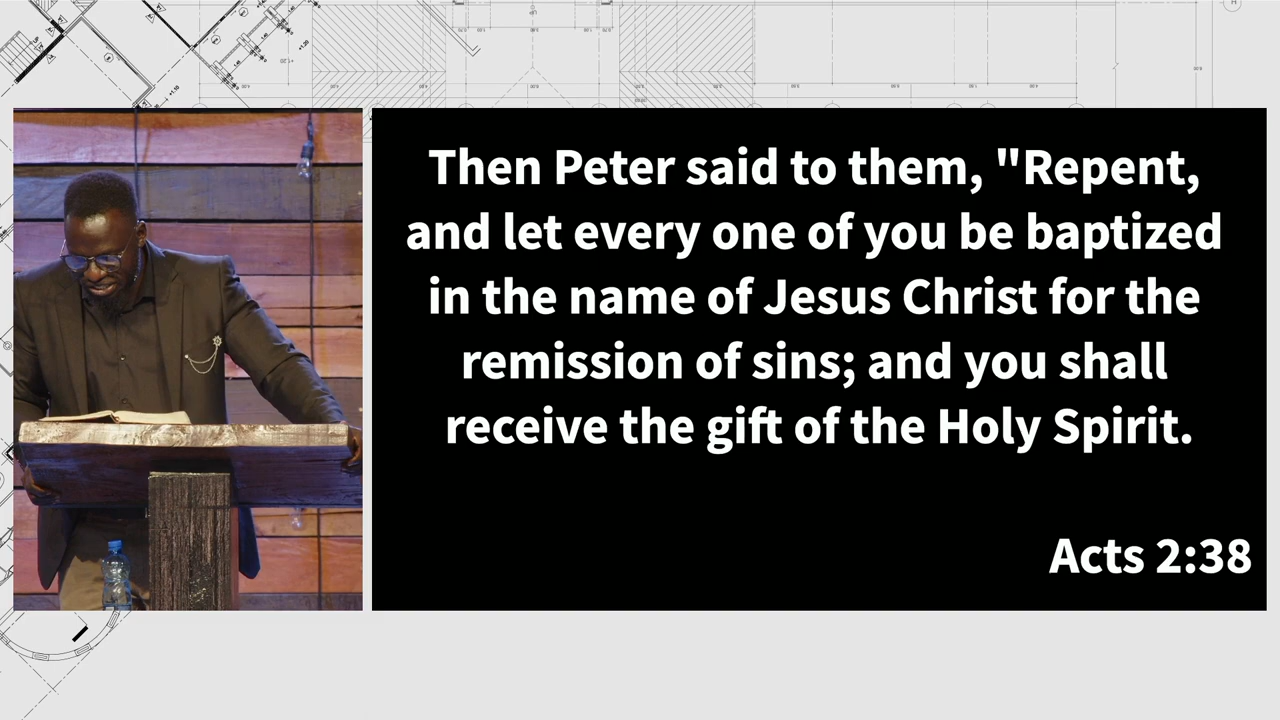 Then Peter said to them, "Repent,
and let every one of you be baptized
in the name of Jesus Christ for the
remission of sins; and you shall
receive the gift of the Holy Spirit.
Acts 2:38